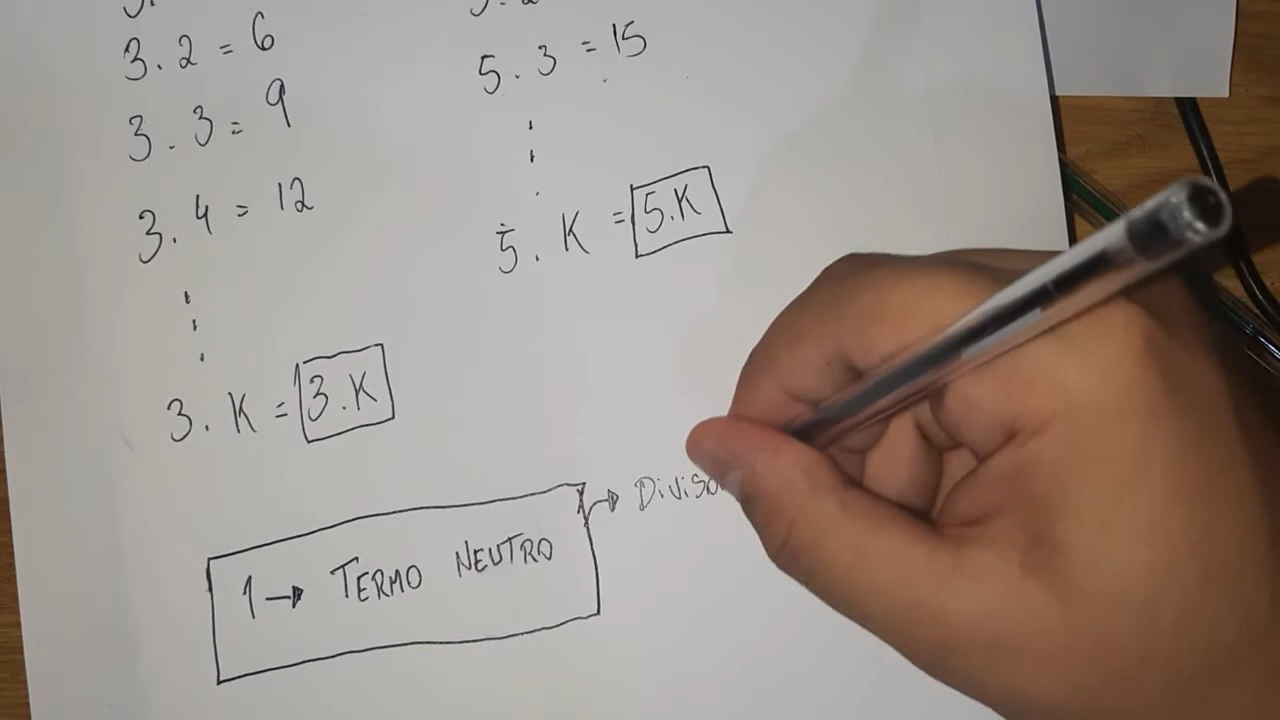 3.2 = 6
3.3 = 9
3.4 = 12
3.K = 3.K
5.3 = 15
5.K = 5.K
1 → TERMO NEUTRO
→